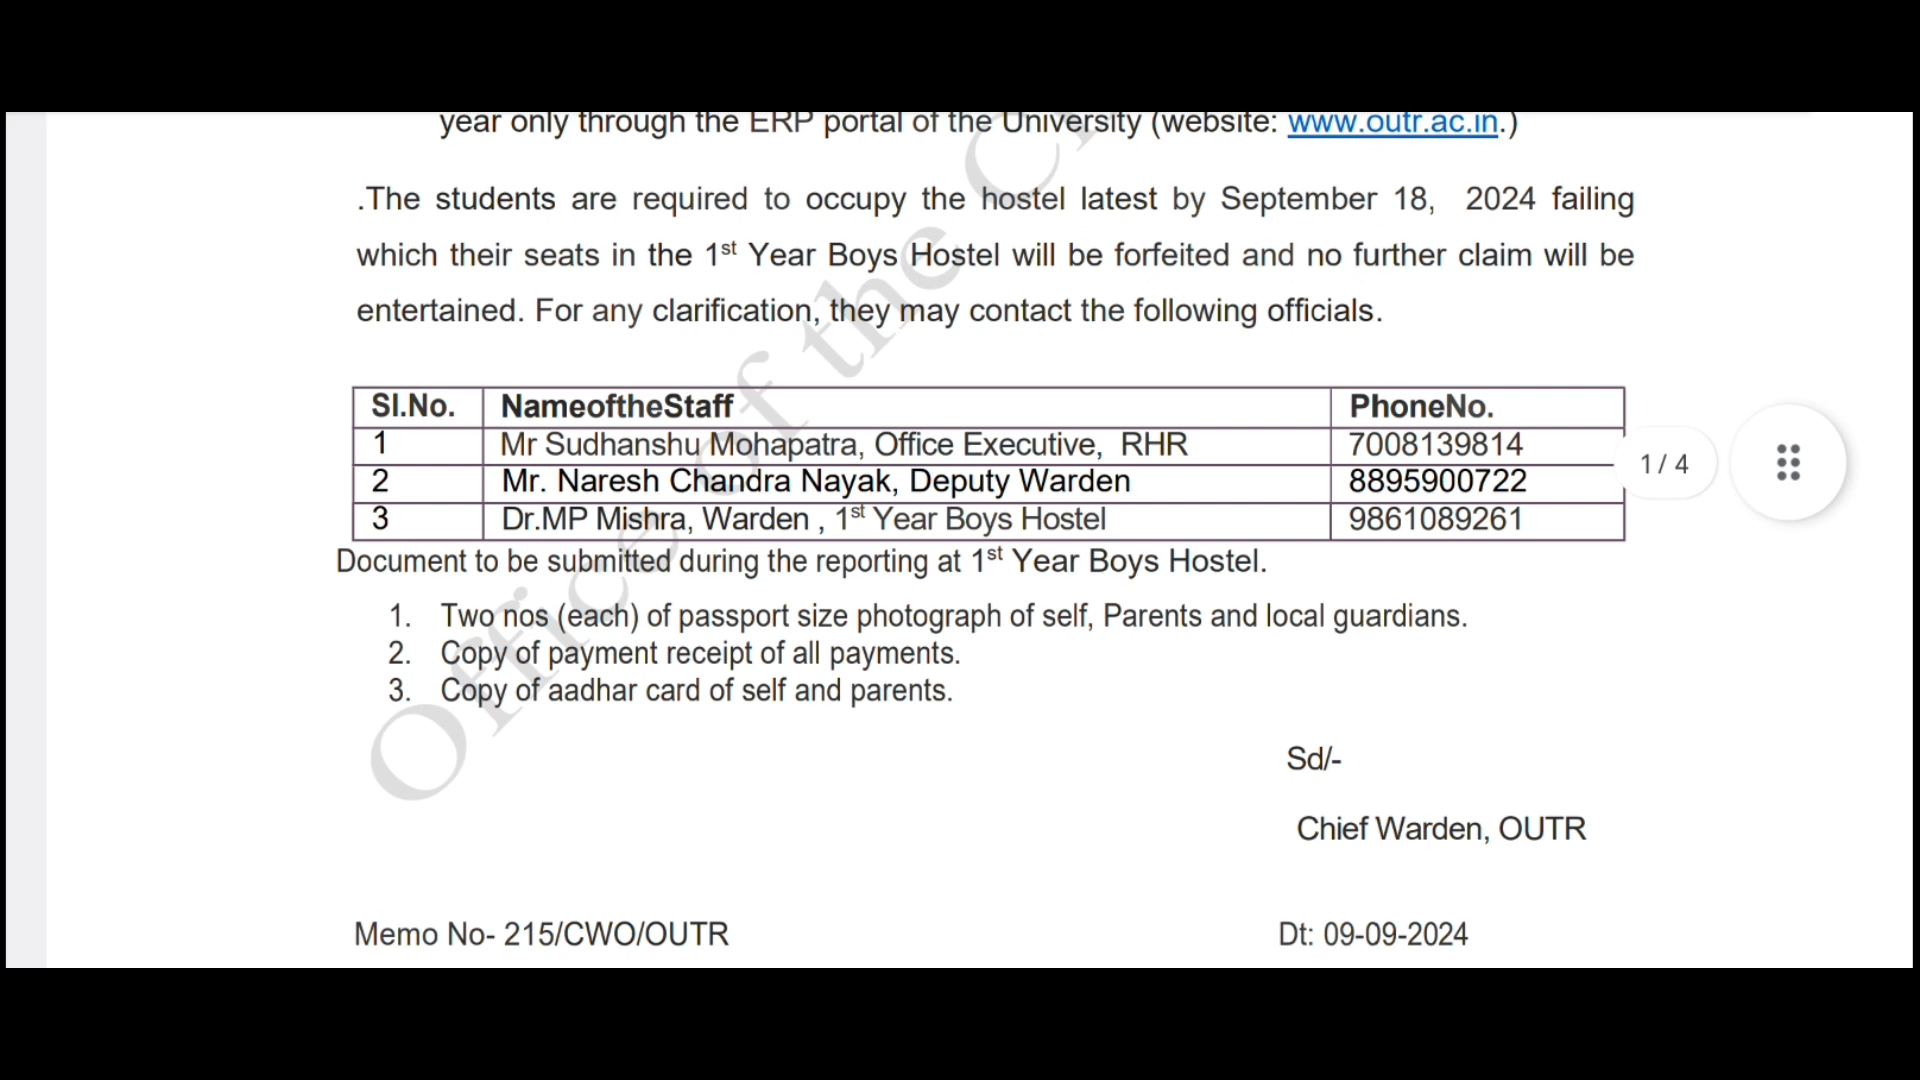 year only through the ERP portal of the University (website: www.outr.ac.in.)
.The students are required to occupy the hostel latest by September 18, 2024 failing
which their seats in the 1st Year Boys Hostel will be forfeited and no further claim will be
entertained. For any clarification, they may contact the following officials.
SI.No. NameoftheStaff PhoneNo.
1 Mr Sudhanshu Mohapatra, Office Executive, RHR 7008139814
2 Mr. Naresh Chandra Nayak, Deputy Warden 8895900722
3 Dr.MP Mishra, Warden , 1st Year Boys Hostel 9861089261
1 / 4
Document to be submitted during the reporting at 1st Year Boys Hostel.
1. Two nos (each) of passport size photograph of self, Parents and local guardians.
2. Copy of payment receipt of all payments.
3. Copy of aadhar card of self and parents.
Sd/-
Chief Warden, OUTR
Memo No- 215/CWO/OUTR Dt: 09-09-2024
Office of the